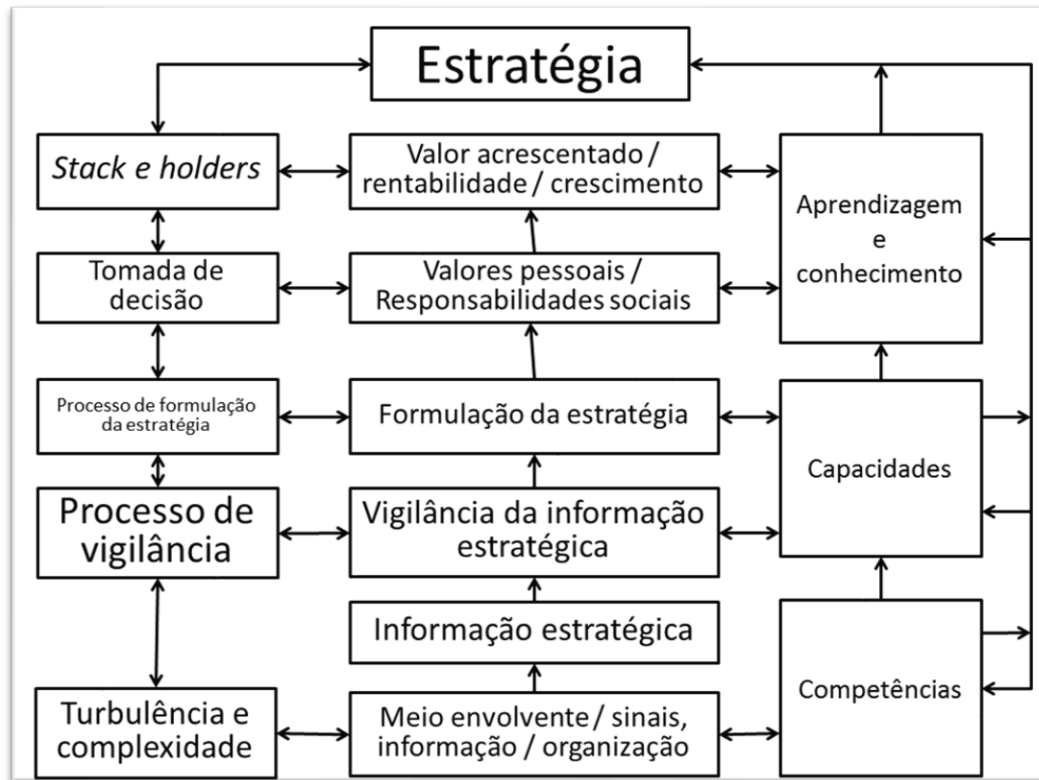 Estratégia
Stack e holders
Valor acrescentado /
rentabilidade / crescimento
Aprendizagem
e
conhecimento
Tomada de
decisão
Valores pessoais /
Responsabilidades sociais
Processo de formulação
da estratégia
Formulação da estratégia
Capacidades
Processo de
vigilância
Vigilância da informação
estratégica
Informação estratégica
Competências
Turbulência e
complexidade
Meio envolvente / sinais,
informação / organização